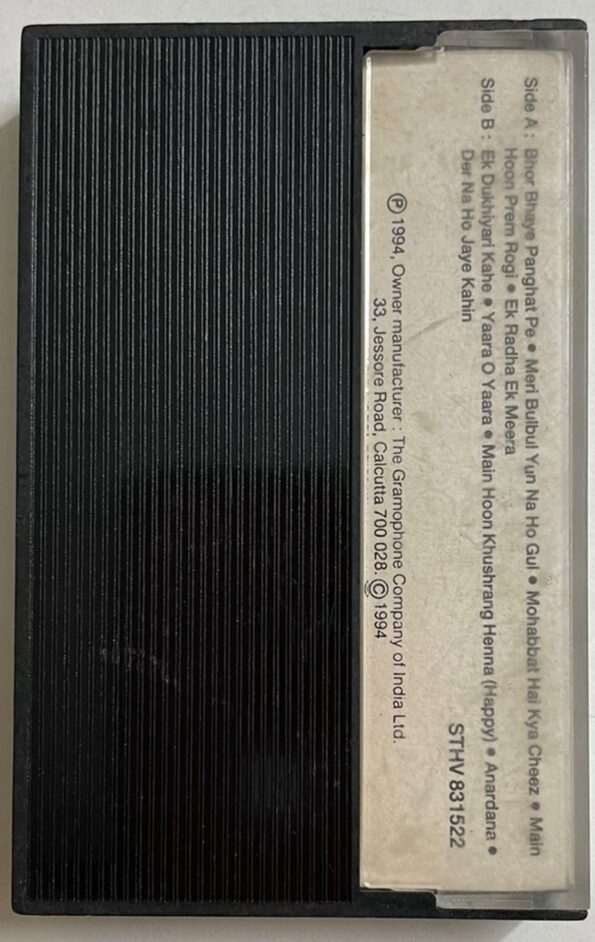 Side A : Bhor Bhaye Panghat Pe • Meri Bulbul Yun Na Ho Gul • Mohabbat Hai Kya Cheez • Main
Hoon Prem Rogi • Ek Radha Ek Meera
Side B : Ek Dukhiyari Kahe • Yaara O Yaara • Main Hoon Khushrang Henna (Happy) • Anardana •
Der Na Ho Jaye Kahin
STHV 831522
Ⓟ 1994, Owner manufacturer : The Gramophone Company of India Ltd.
33, Jessore Road, Calcutta 700 028. © 1994